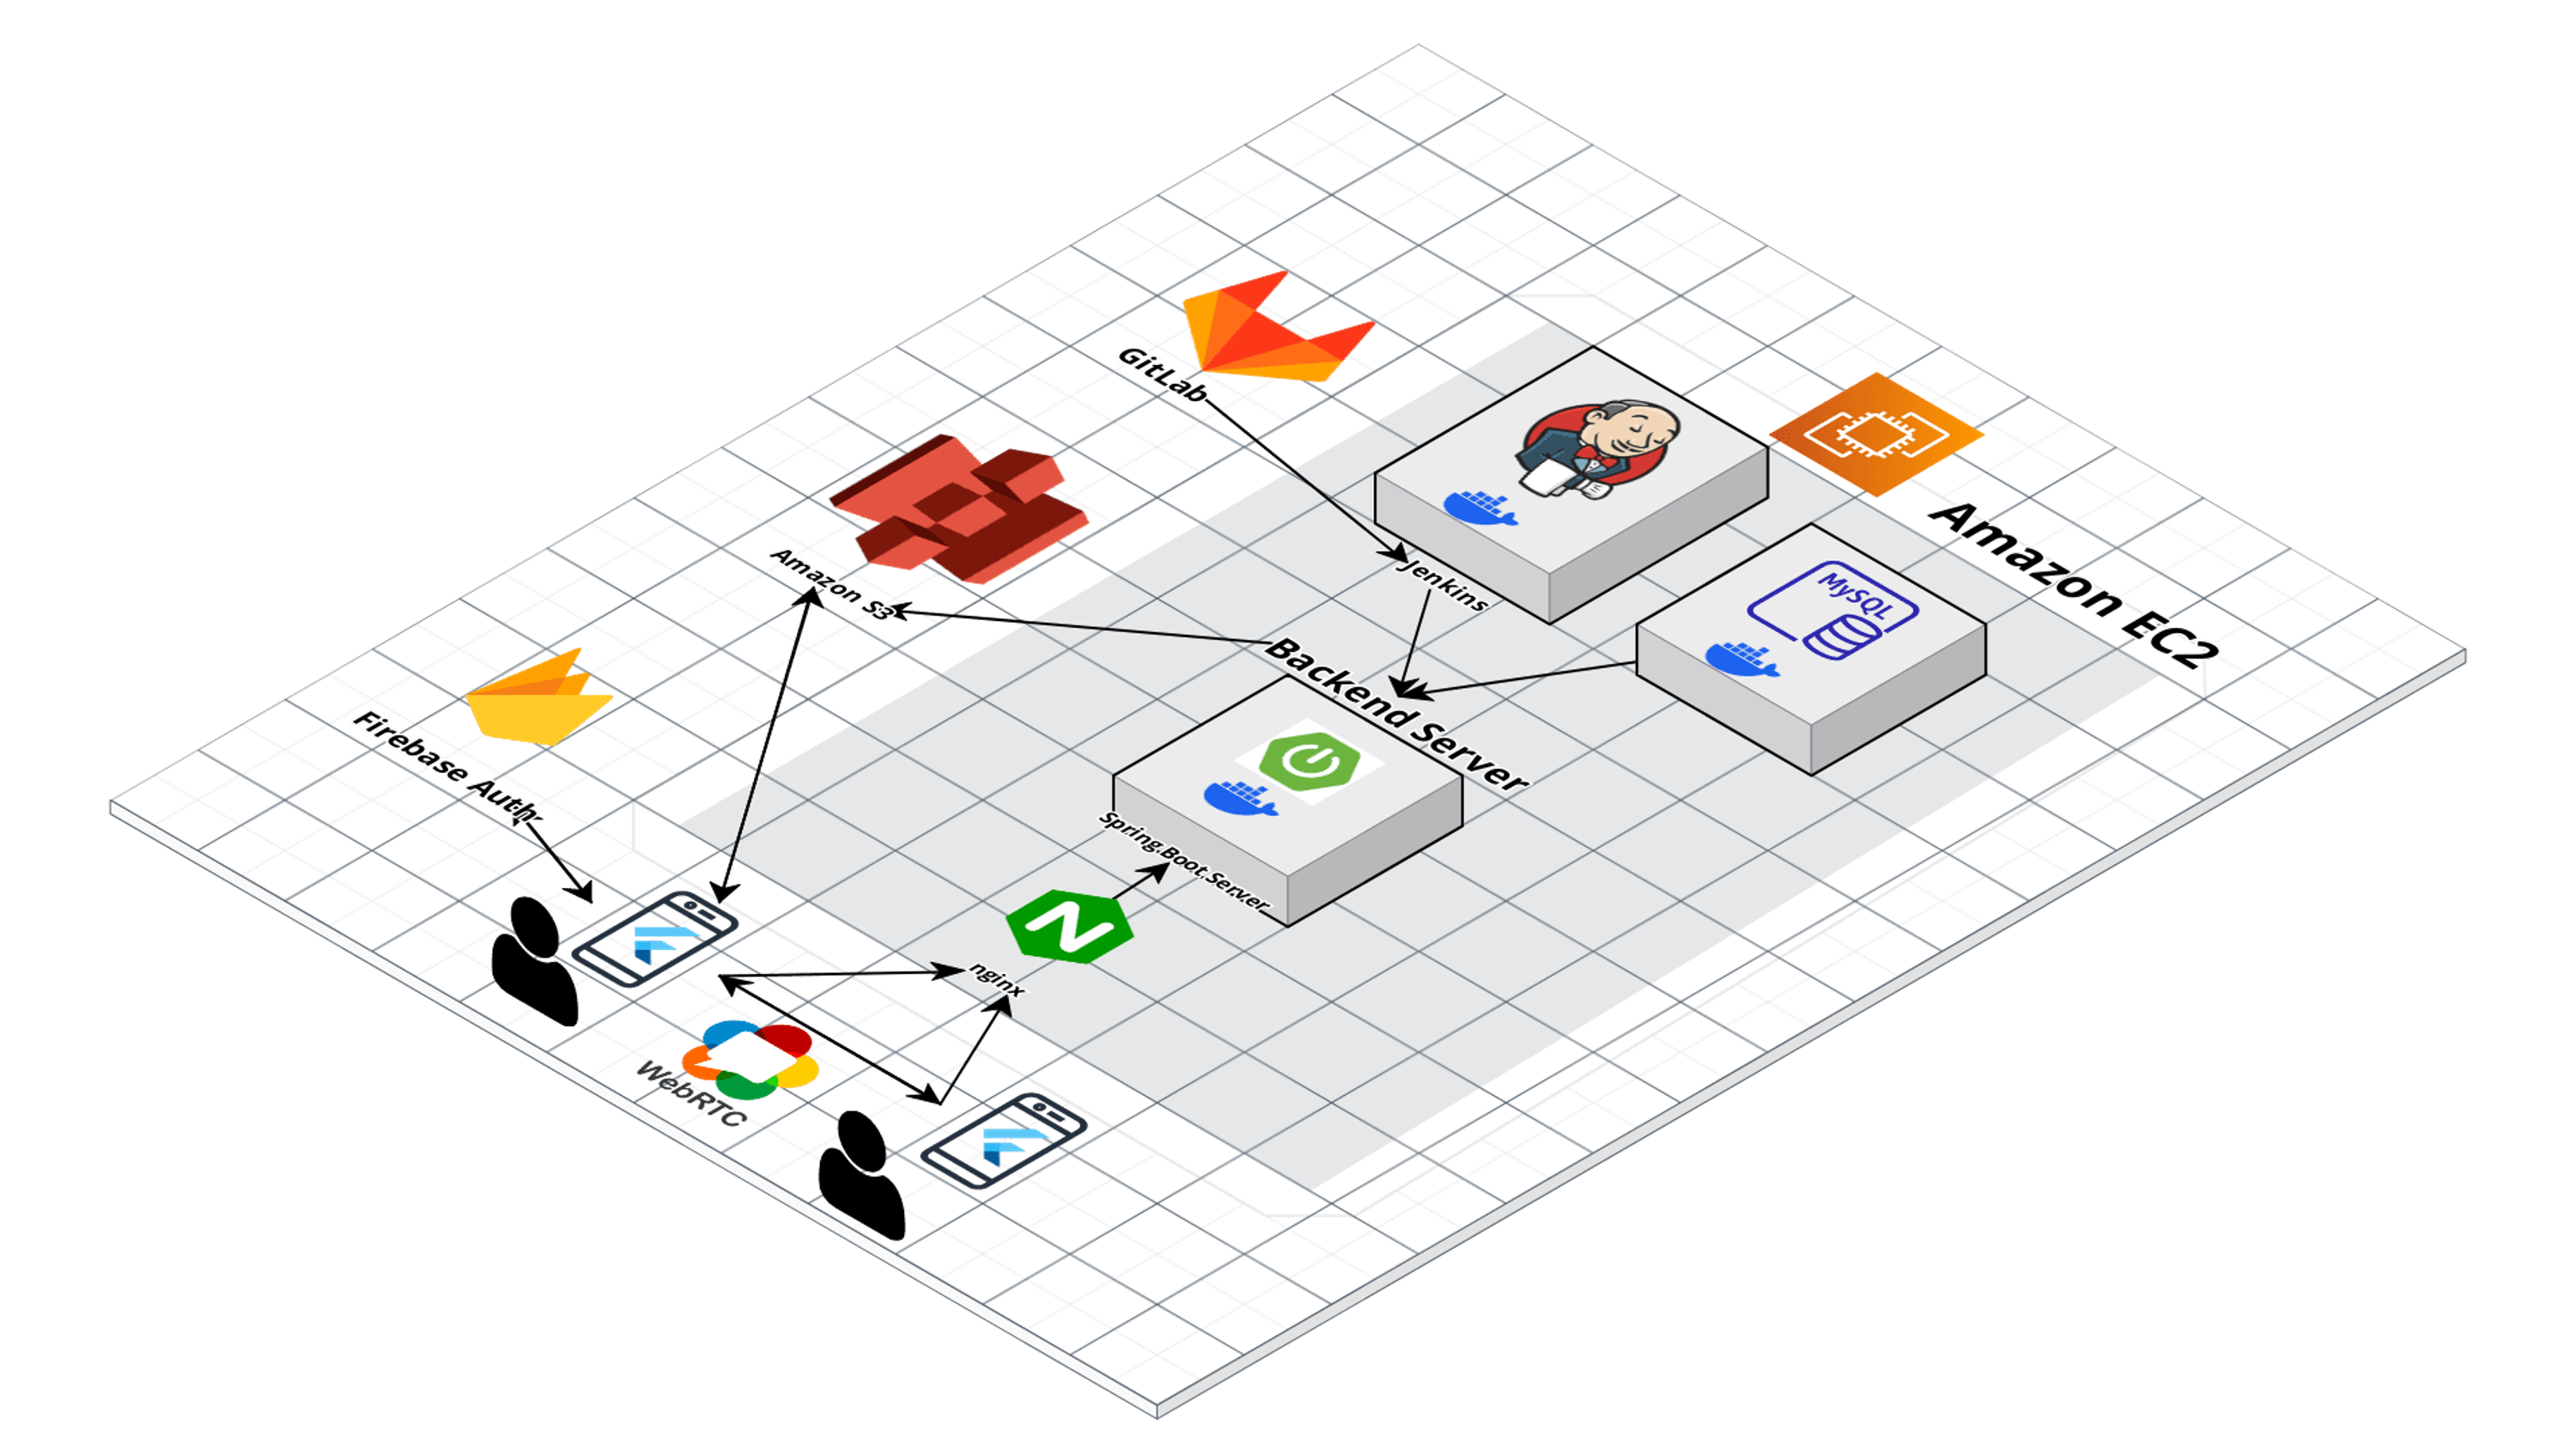 GitLab
Amazon EC2
Amazon S3
Jenkins
MySQL
Backend Server
Firebase Auth
Spring Boot Server
nginx
WebRTC